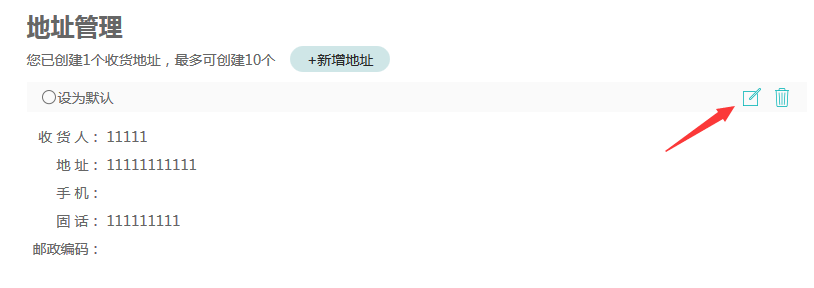 地址管理
您已创建1个收货地址，最多可创建10个 +新增地址
设为默认
收 货 人： 11111
地 址： 11111111111
手 机：
固 话： 111111111
邮政编码：